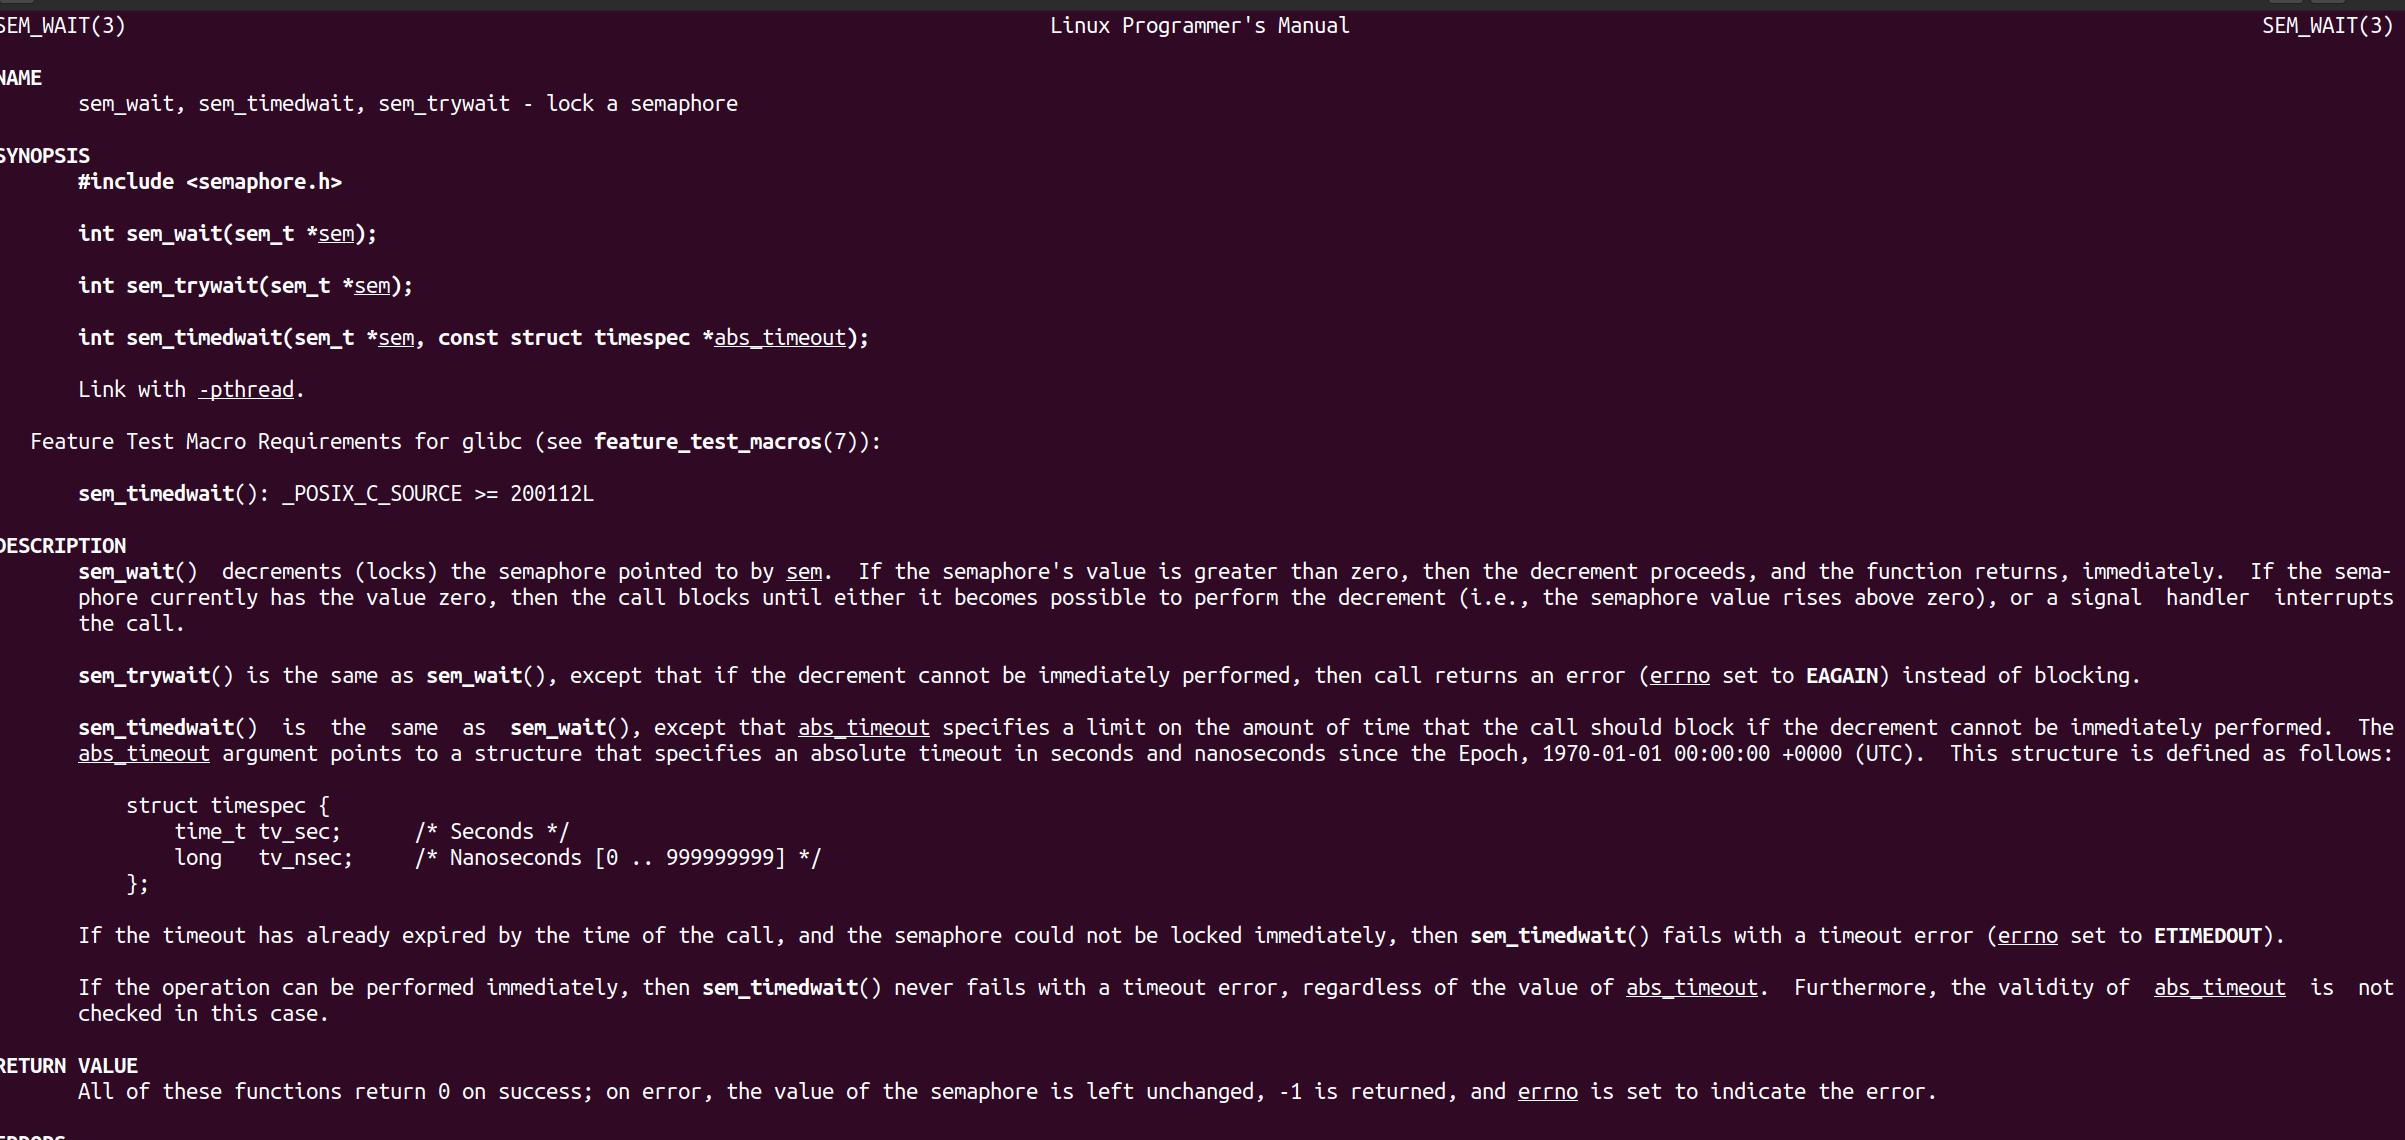 SEM_WAIT(3) Linux Programmer's Manual SEM_WAIT(3)
NAME
sem_wait, sem_timedwait, sem_trywait - lock a semaphore
SYNOPSIS
#include <semaphore.h>
int sem_wait(sem_t *sem);
int sem_trywait(sem_t *sem);
int sem_timedwait(sem_t *sem, const struct timespec *abs_timeout);
Link with -pthread.
Feature Test Macro Requirements for glibc (see feature_test_macros(7)):
sem_timedwait(): _POSIX_C_SOURCE >= 200112L
DESCRIPTION
sem_wait() decrements (locks) the semaphore pointed to by sem. If the semaphore's value is greater than zero, then the decrement proceeds, and the function returns, immediately. If the sema-
phore currently has the value zero, then the call blocks until either it becomes possible to perform the decrement (i.e., the semaphore value rises above zero), or a signal handler interrupts
the call.
sem_trywait() is the same as sem_wait(), except that if the decrement cannot be immediately performed, then call returns an error (errno set to EAGAIN) instead of blocking.
sem_timedwait() is the same as sem_wait(), except that abs_timeout specifies a limit on the amount of time that the call should block if the decrement cannot be immediately performed. The
abs_timeout argument points to a structure that specifies an absolute timeout in seconds and nanoseconds since the Epoch, 1970-01-01 00:00:00 +0000 (UTC). This structure is defined as follows:
struct timespec {
time_t tv_sec; /* Seconds */
long tv_nsec; /* Nanoseconds [0 .. 999999999] */
};
If the timeout has already expired by the time of the call, and the semaphore could not be locked immediately, then sem_timedwait() fails with a timeout error (errno set to ETIMEDOUT).
If the operation can be performed immediately, then sem_timedwait() never fails with a timeout error, regardless of the value of abs_timeout. Furthermore, the validity of abs_timeout is not
checked in this case.
RETURN VALUE
All of these functions return 0 on success; on error, the value of the semaphore is left unchanged, -1 is returned, and errno is set to indicate the error.
ERRORS